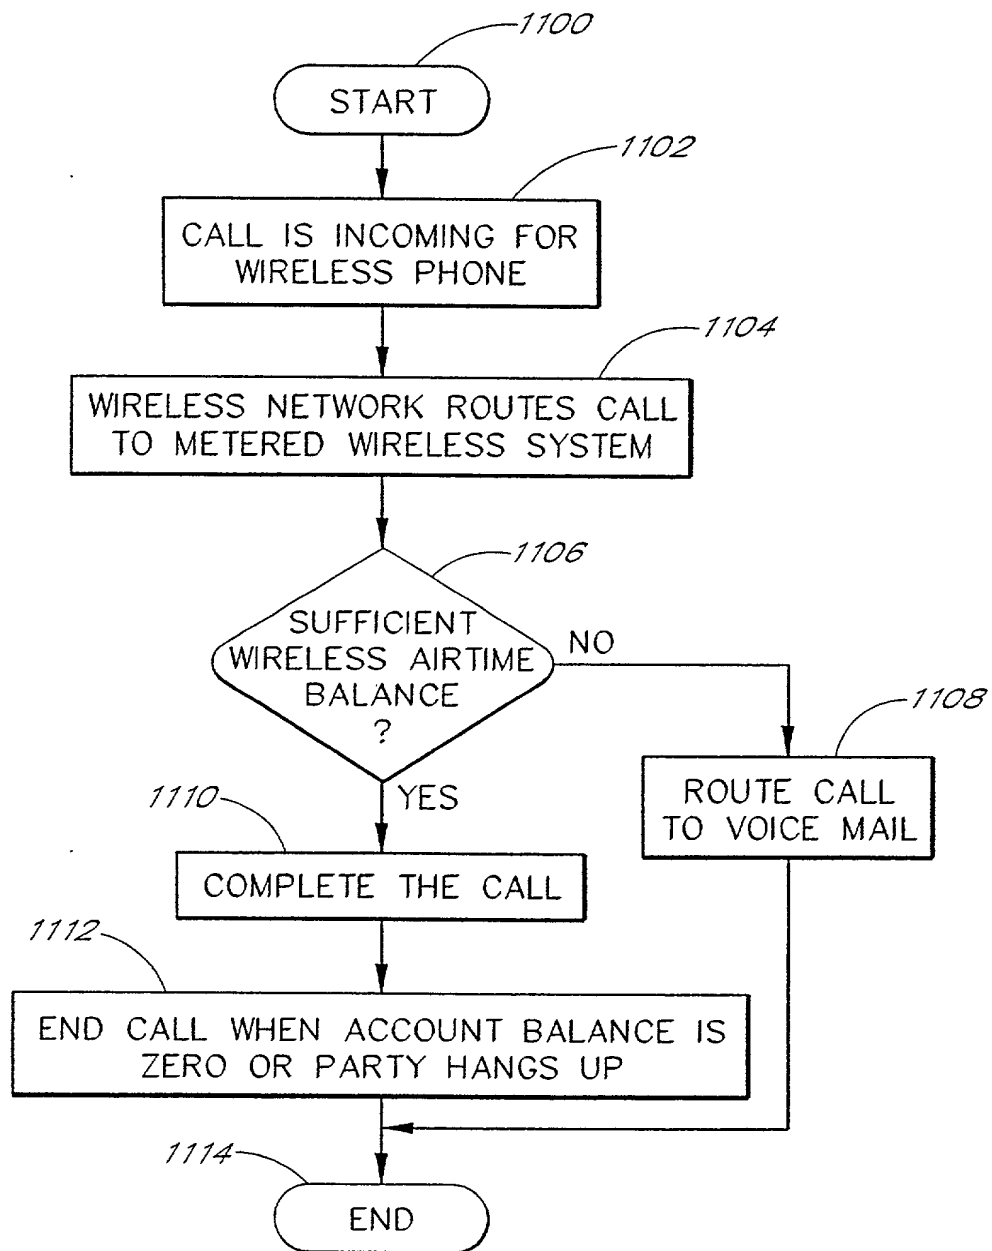 1100
START
1102
CALL IS INCOMING FOR
WIRELESS PHONE
1104
WIRELESS NETWORK ROUTES CALL
TO METERED WIRELESS SYSTEM
1106
SUFFICIENT
WIRELESS AIRTIME
BALANCE
?
NO
1108
ROUTE CALL
TO VOICE MAIL
YES
1110
COMPLETE THE CALL
1112
END CALL WHEN ACCOUNT BALANCE IS
ZERO OR PARTY HANGS UP
1114
END